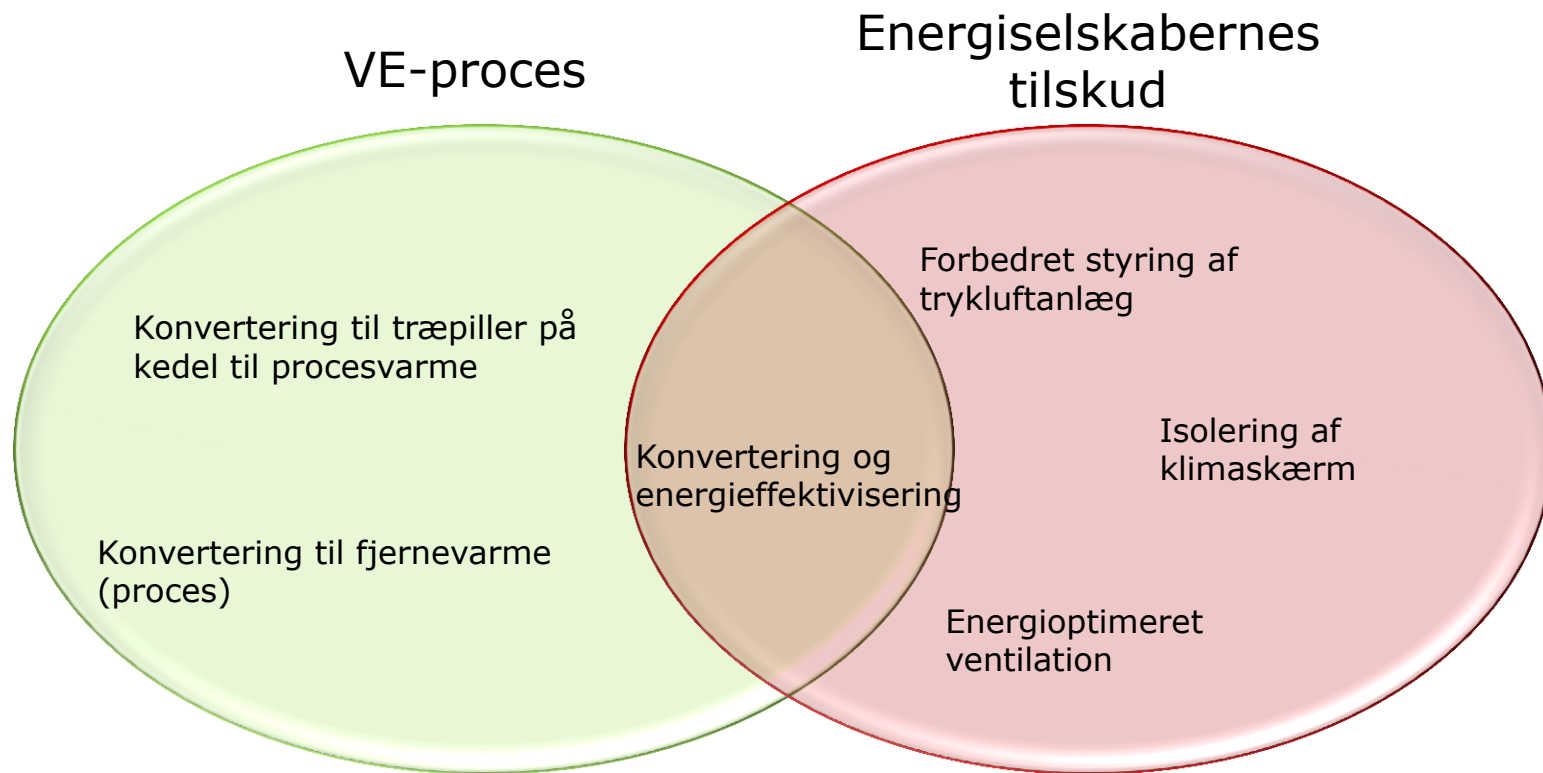 VE-proces
Energiselskabernes
tilskud
Konvertering til træpiller på
kedel til procesvarme
Konvertering til fjernevarme
(proces)
Konvertering og
energieffektivisering
Forbedret styring af
trykluftanlæg
Isolering af
klimaskærm
Energioptimeret
ventilation